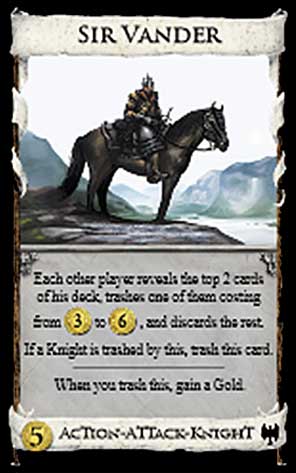 Sir Vander
Each other player reveals the top 2 cards
of his deck, trashes one of them costing
from 3 to 6, and discards the rest.
If a Knight is trashed by this, trash this card.
When you trash this, gain a Gold.
5 Action-Attack-Knight